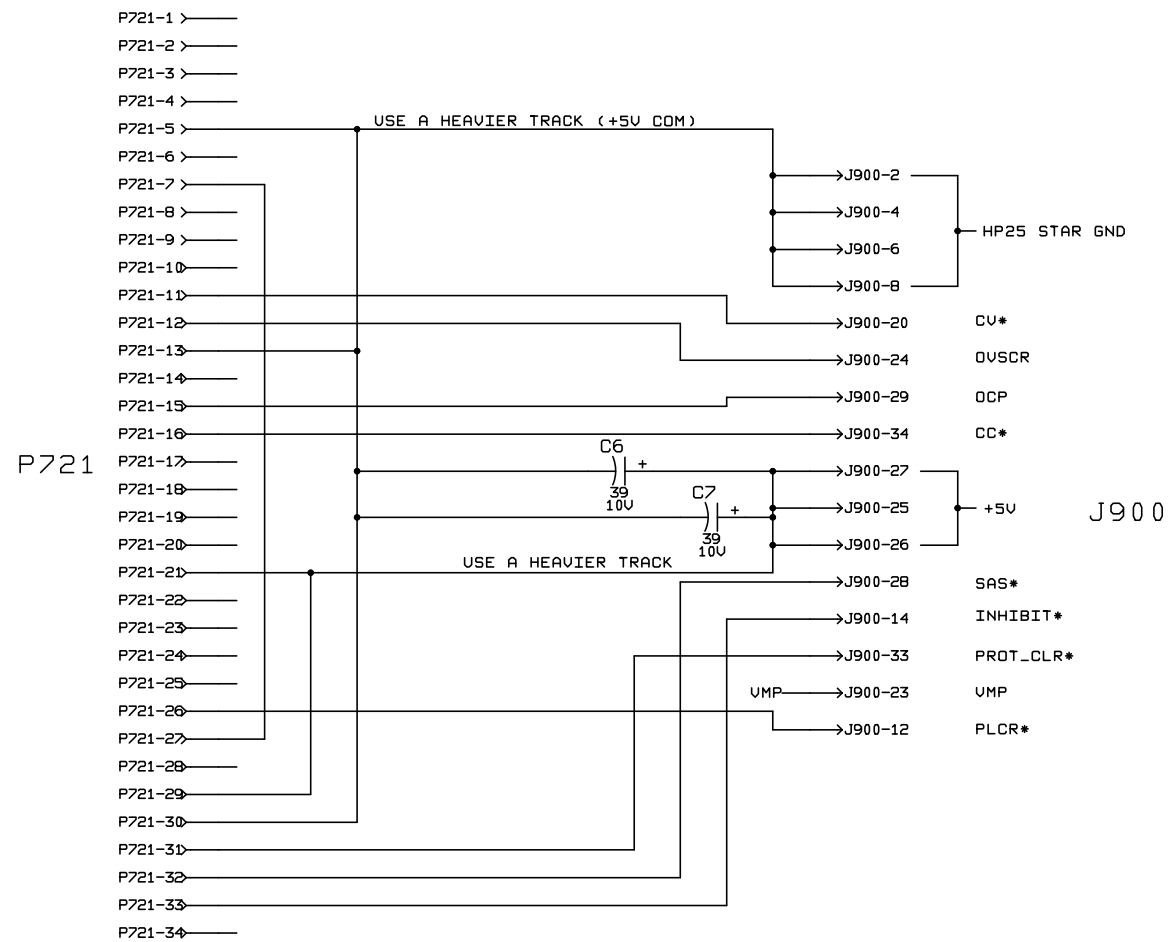 P721-1
P721-2
P721-3
P721-4
P721-5
USE A HEAVIER TRACK (+5V COM)
P721-6
P721-7
J900-2
P721-8
J900-4
P721-9
HP25 STAR GND
J900-6
P721-10
J900-8
P721-11
P721-12
J900-20
CV*
P721-13
J900-24
OVSCR
P721-14
P721-15
J900-29
OCP
P721-16
J900-34
CC*
P721
P721-17
C6
+
39
10V
J900-27
P721-18
C7
+
39
10V
J900-25
+5V
J900
P721-19
P721-20
J900-26
P721-21
USE A HEAVIER TRACK
J900-28
SAS*
P721-22
P721-23
J900-14
INHIBIT*
P721-24
J900-33
PROT_CLR*
P721-25
VMP
J900-23
VMP
P721-26
J900-12
PLCR*
P721-27
P721-28
P721-29
P721-30
P721-31
P721-32
P721-33
P721-34